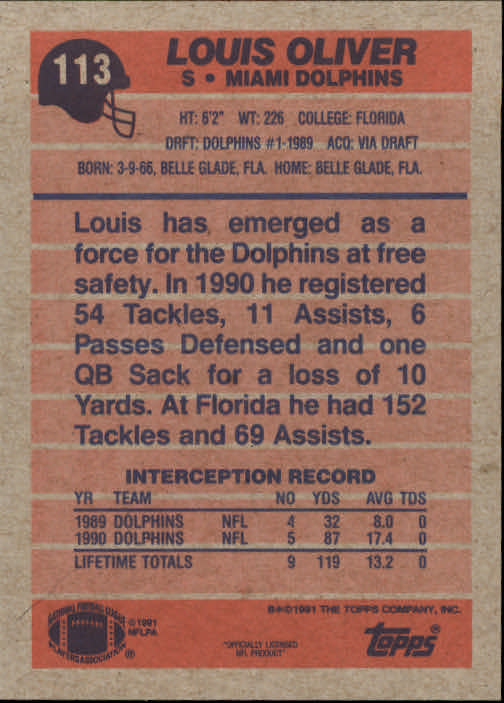 113
LOUIS OLIVER
S • MIAMI DOLPHINS
HT: 6'2" WT: 226 COLLEGE: FLORIDA
DRFT: DOLPHINS #1-1989 ACQ: VIA DRAFT
BORN: 3-9-66, BELLE GLADE, FLA. HOME: BELLE GLADE, FLA.
Louis has emerged as a
force for the Dolphins at free
safety. In 1990 he registered
54 Tackles, 11 Assists, 6
Passes Defensed and one
QB Sack for a loss of 10
Yards. At Florida he had 152
Tackles and 69 Assists.
INTERCEPTION RECORD
YR TEAM NO YDS AVG TDS
1989 DOLPHINS NFL 4 32 8.0 0
1990 DOLPHINS NFL 5 87 17.4 0
LIFETIME TOTALS 9 119 13.2 0
NATIONAL FOOTBALL LEAGUE
PLAYERS ASSOCIATION ®
© 1991
NFLPA
B*©1991 THE TOPPS COMPANY, INC.
"OFFICIALLY LICENSED
NFL PRODUCT"
topps®